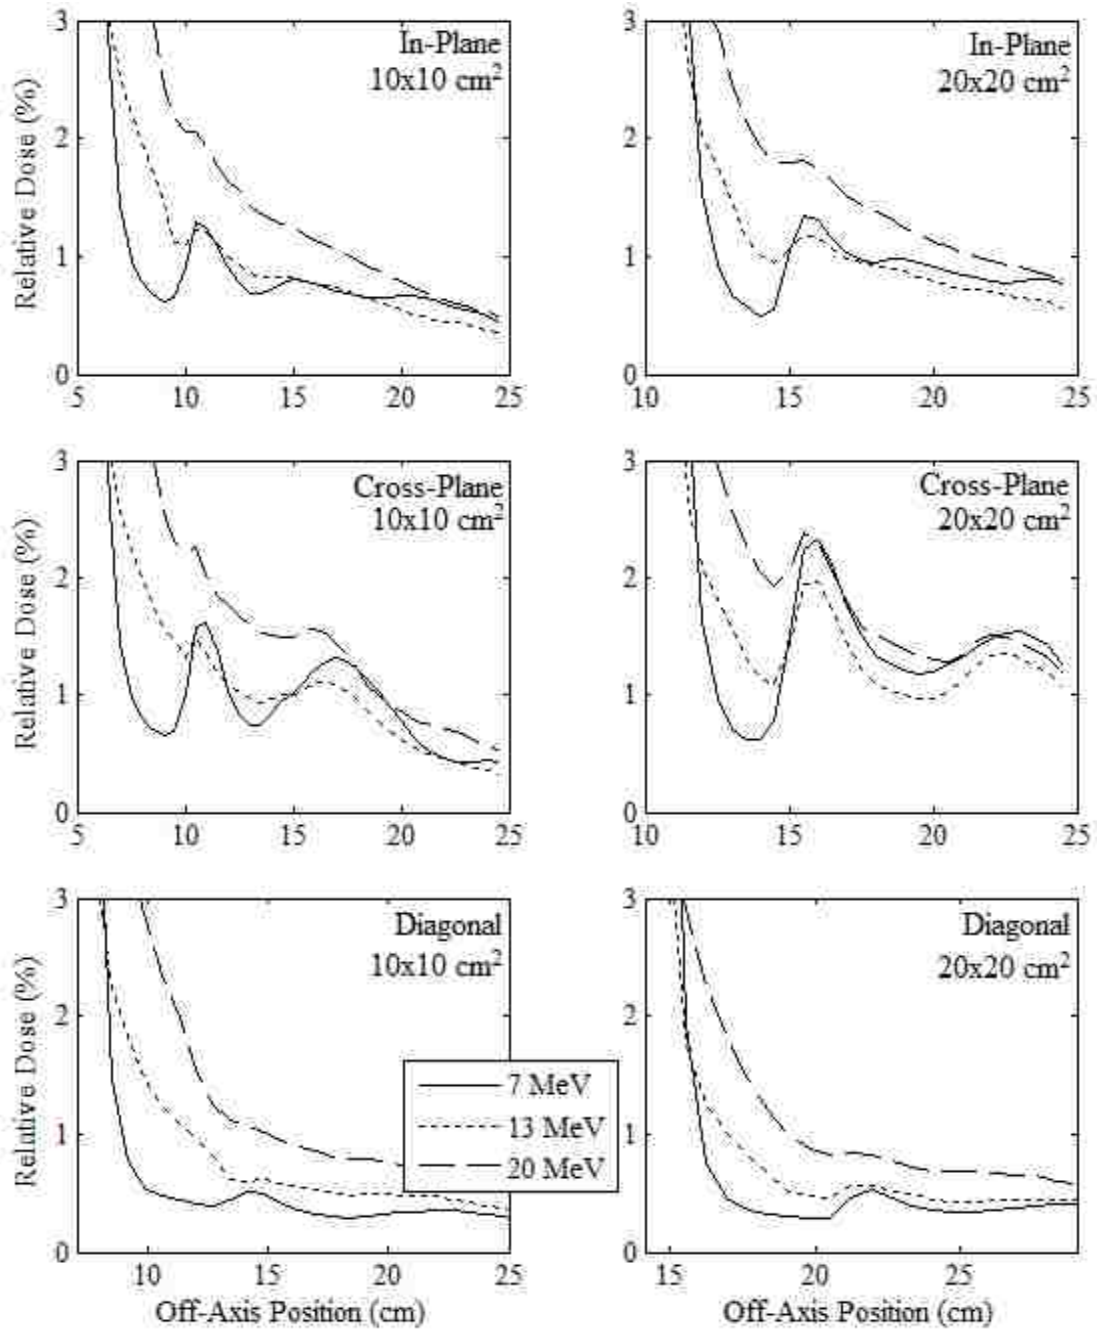 In-Plane
10x10 cm²
Relative Dose (%)
3
2
1
0
5 10 15 20 25
In-Plane
20x20 cm²
3
2
1
0
10 15 20 25
Cross-Plane
10x10 cm²
Relative Dose (%)
3
2
1
0
5 10 15 20 25
Cross-Plane
20x20 cm²
3
2
1
0
10 15 20 25
Diagonal
10x10 cm²
Relative Dose (%)
3
2
1
0
10 15 20 25
Off-Axis Position (cm)
7 MeV
13 MeV
20 MeV
Diagonal
20x20 cm²
3
2
1
0
15 20 25
Off-Axis Position (cm)